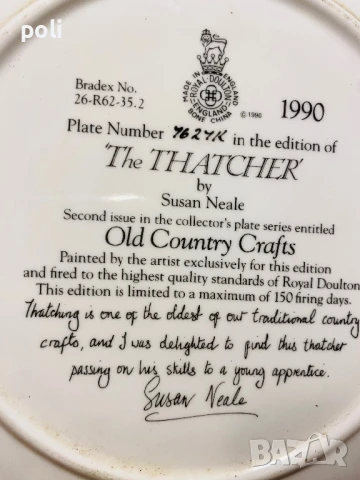 poli
Bradex No.
26-R62-35.2
MADE IN ENGLAND
ROYAL·DOULTON
ENGLAND
BONE CHINA
© 1990
1990
Plate Number 7627K in the edition of
'The THATCHER'
by
Susan Neale
Second issue in the collector's plate series entitled
Old Country Crafts
Painted by the artist exclusively for this edition
and fired to the highest quality standards of Royal Doulton
This edition is limited to a maximum of 150 firing days.
Thatching is one of the oldest of our traditional country
crafts, and I was delighted to find this thatcher
passing on his skills to a young apprentice.
Susan Neale
BAZAR